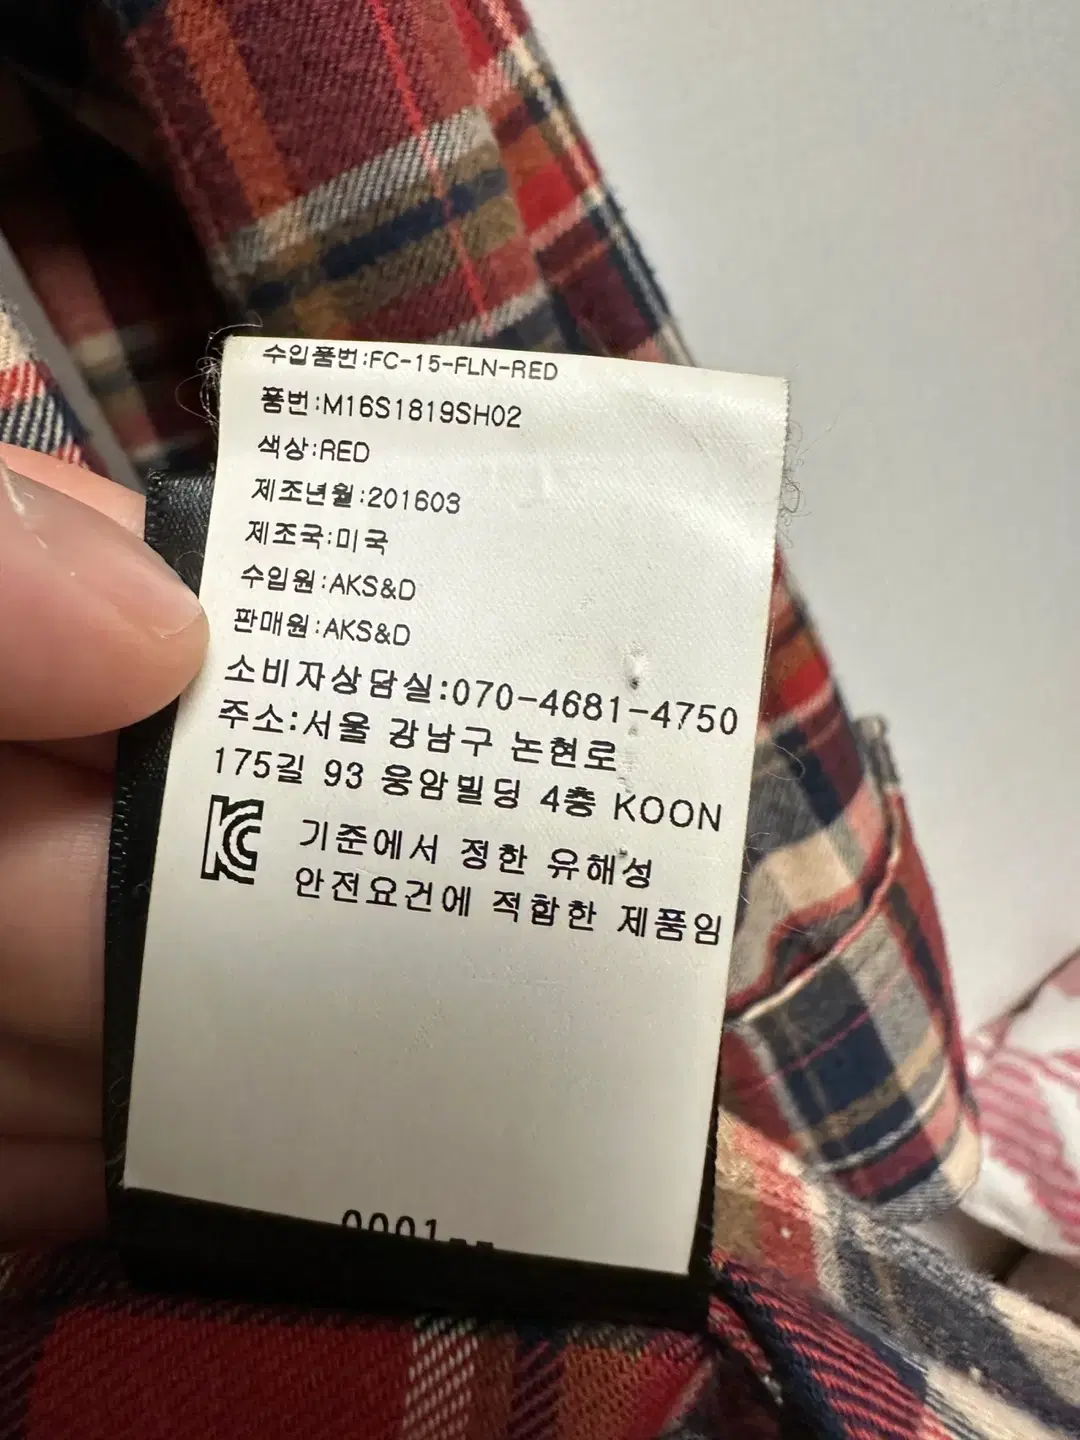 수입품번:FC-15-FLN-RED
품번:M16S1819SH02
색상:RED
제조년월:201603
제조국:미국
수입원:AKS&D
판매원:AKS&D
소비자상담실:070-4681-4750
주소:서울 강남구 논현로
175길 93 웅암빌딩 4층 KOON
KC 기준에서 정한 유해성
안전요건에 적합한 제품임